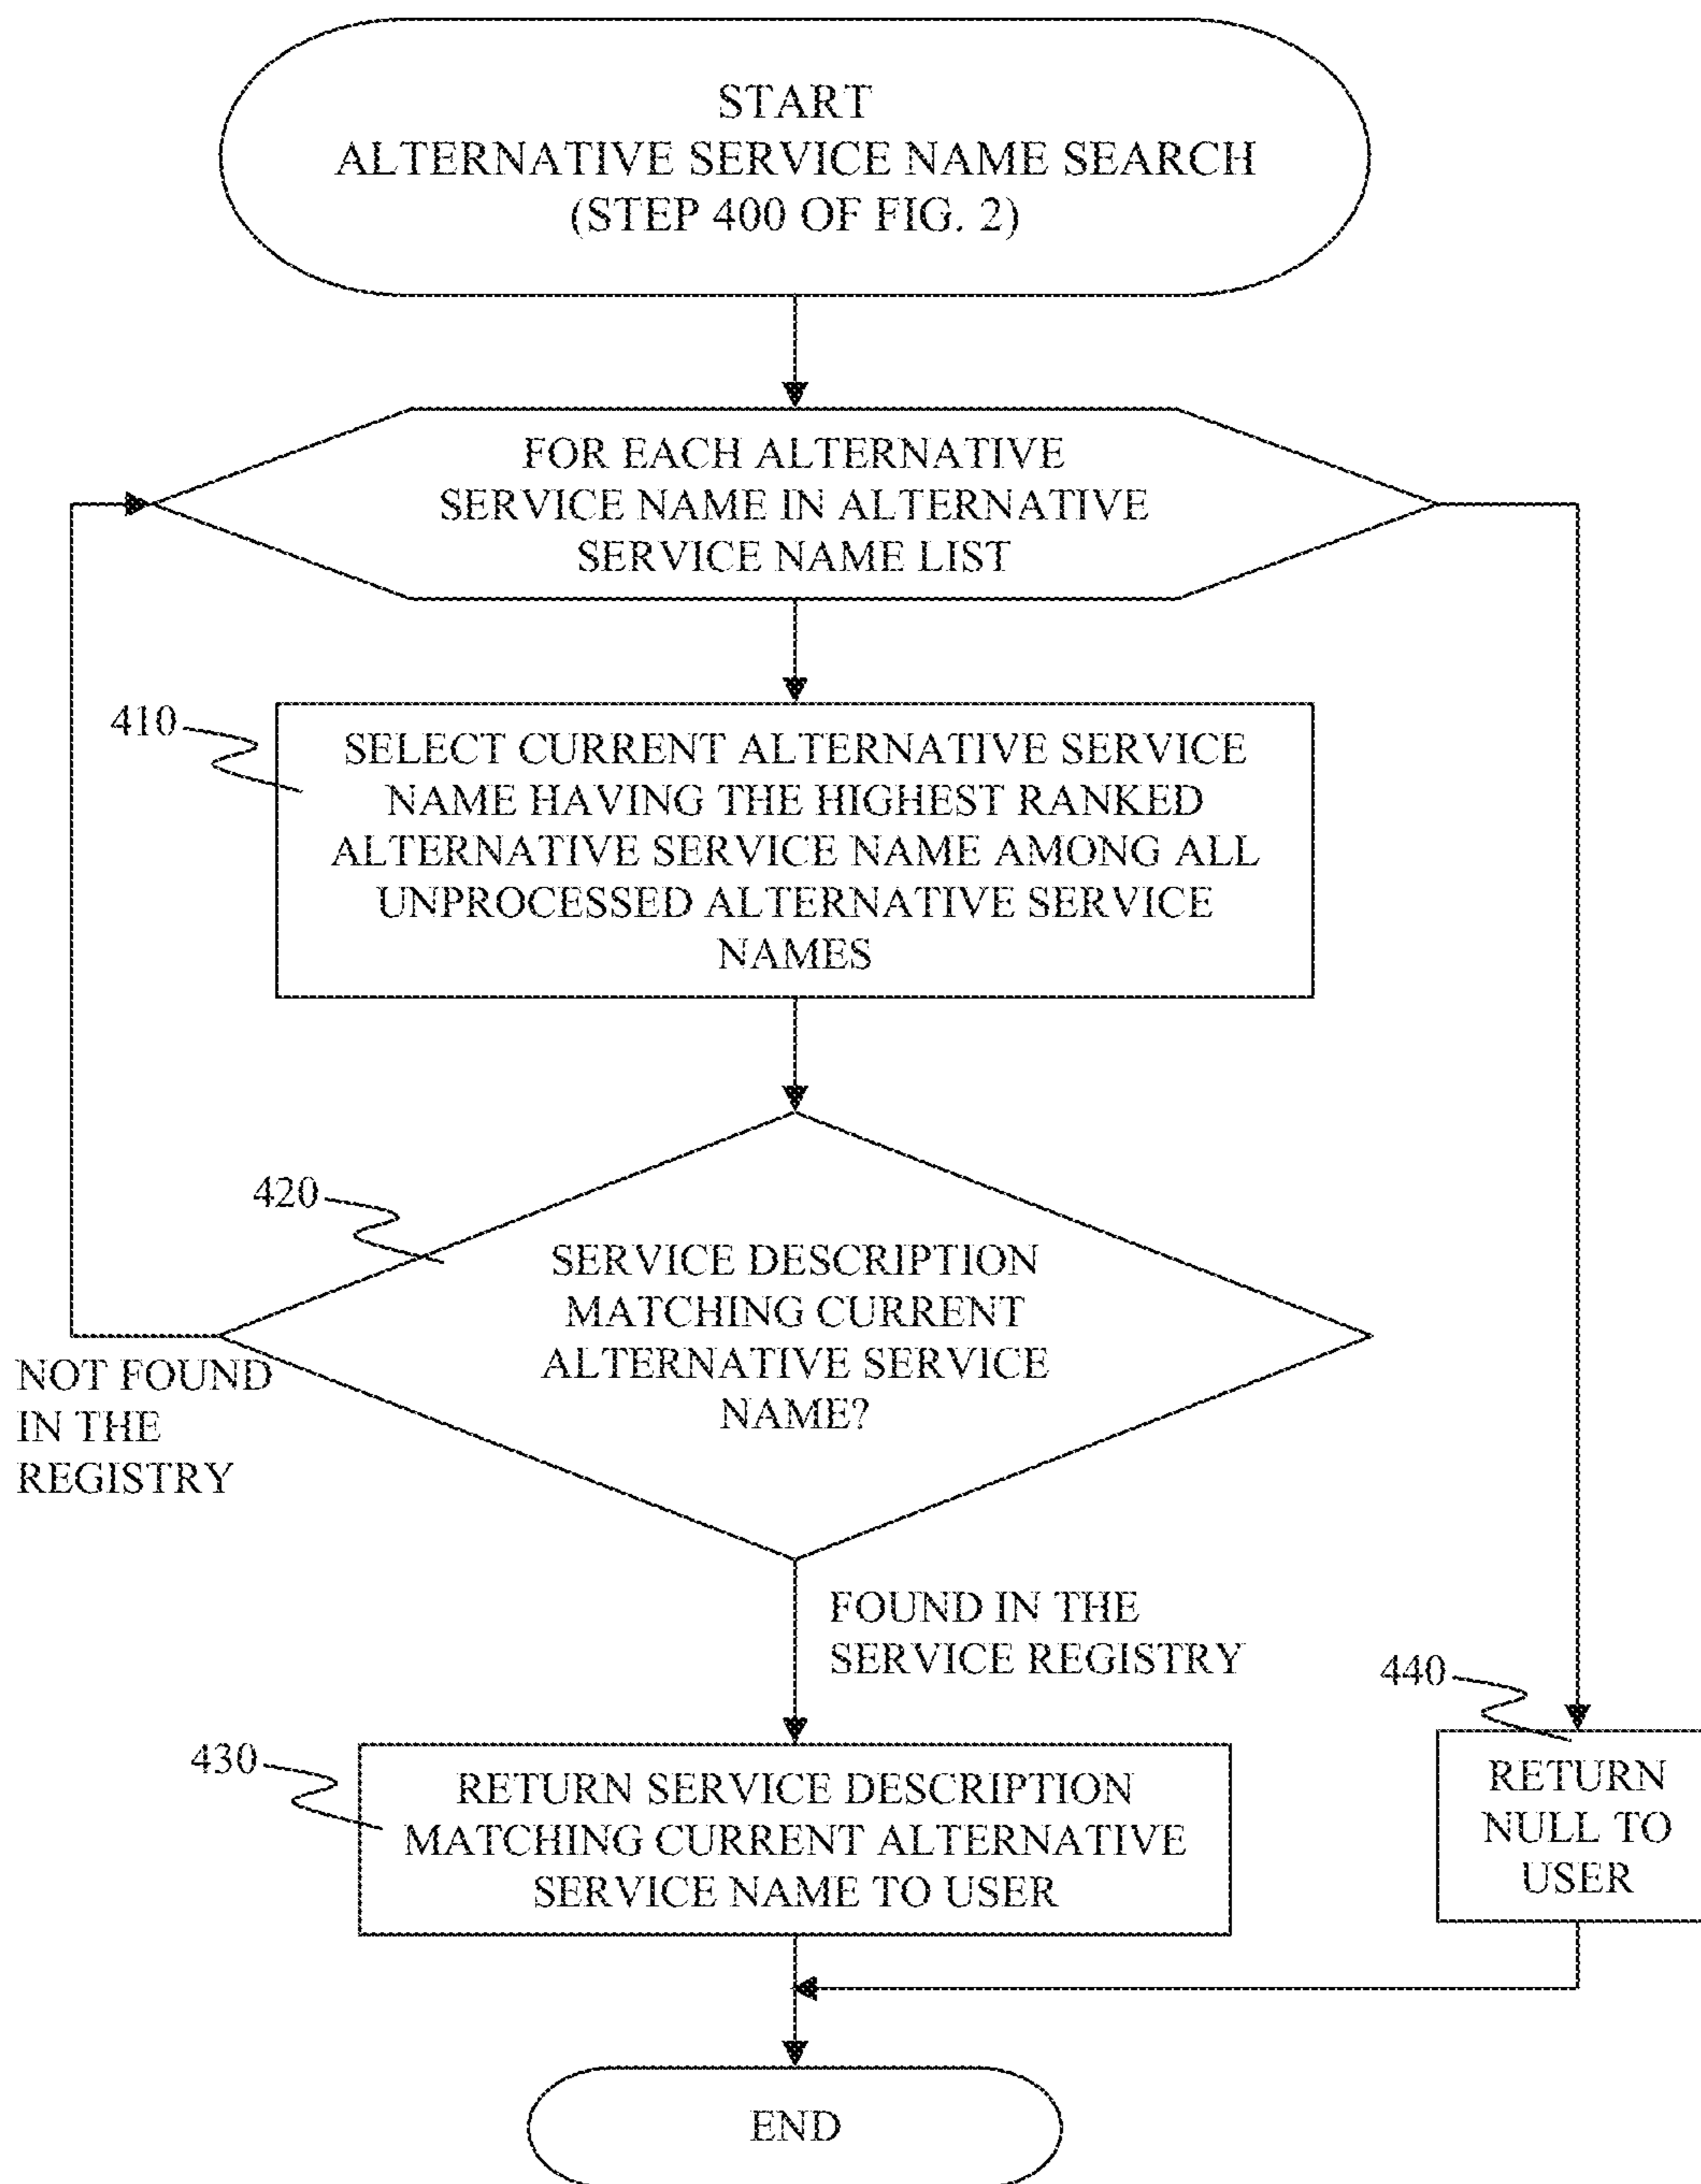 START
ALTERNATIVE SERVICE NAME SEARCH
(STEP 400 OF FIG. 2)
FOR EACH ALTERNATIVE
SERVICE NAME IN ALTERNATIVE
SERVICE NAME LIST
410
SELECT CURRENT ALTERNATIVE SERVICE
NAME HAVING THE HIGHEST RANKED
ALTERNATIVE SERVICE NAME AMONG ALL
UNPROCESSED ALTERNATIVE SERVICE
NAMES
420
SERVICE DESCRIPTION
MATCHING CURRENT
ALTERNATIVE SERVICE
NAME?
NOT FOUND
IN THE
REGISTRY
FOUND IN THE
SERVICE REGISTRY
430
RETURN SERVICE DESCRIPTION
MATCHING CURRENT ALTERNATIVE
SERVICE NAME TO USER
440
RETURN
NULL TO
USER
END